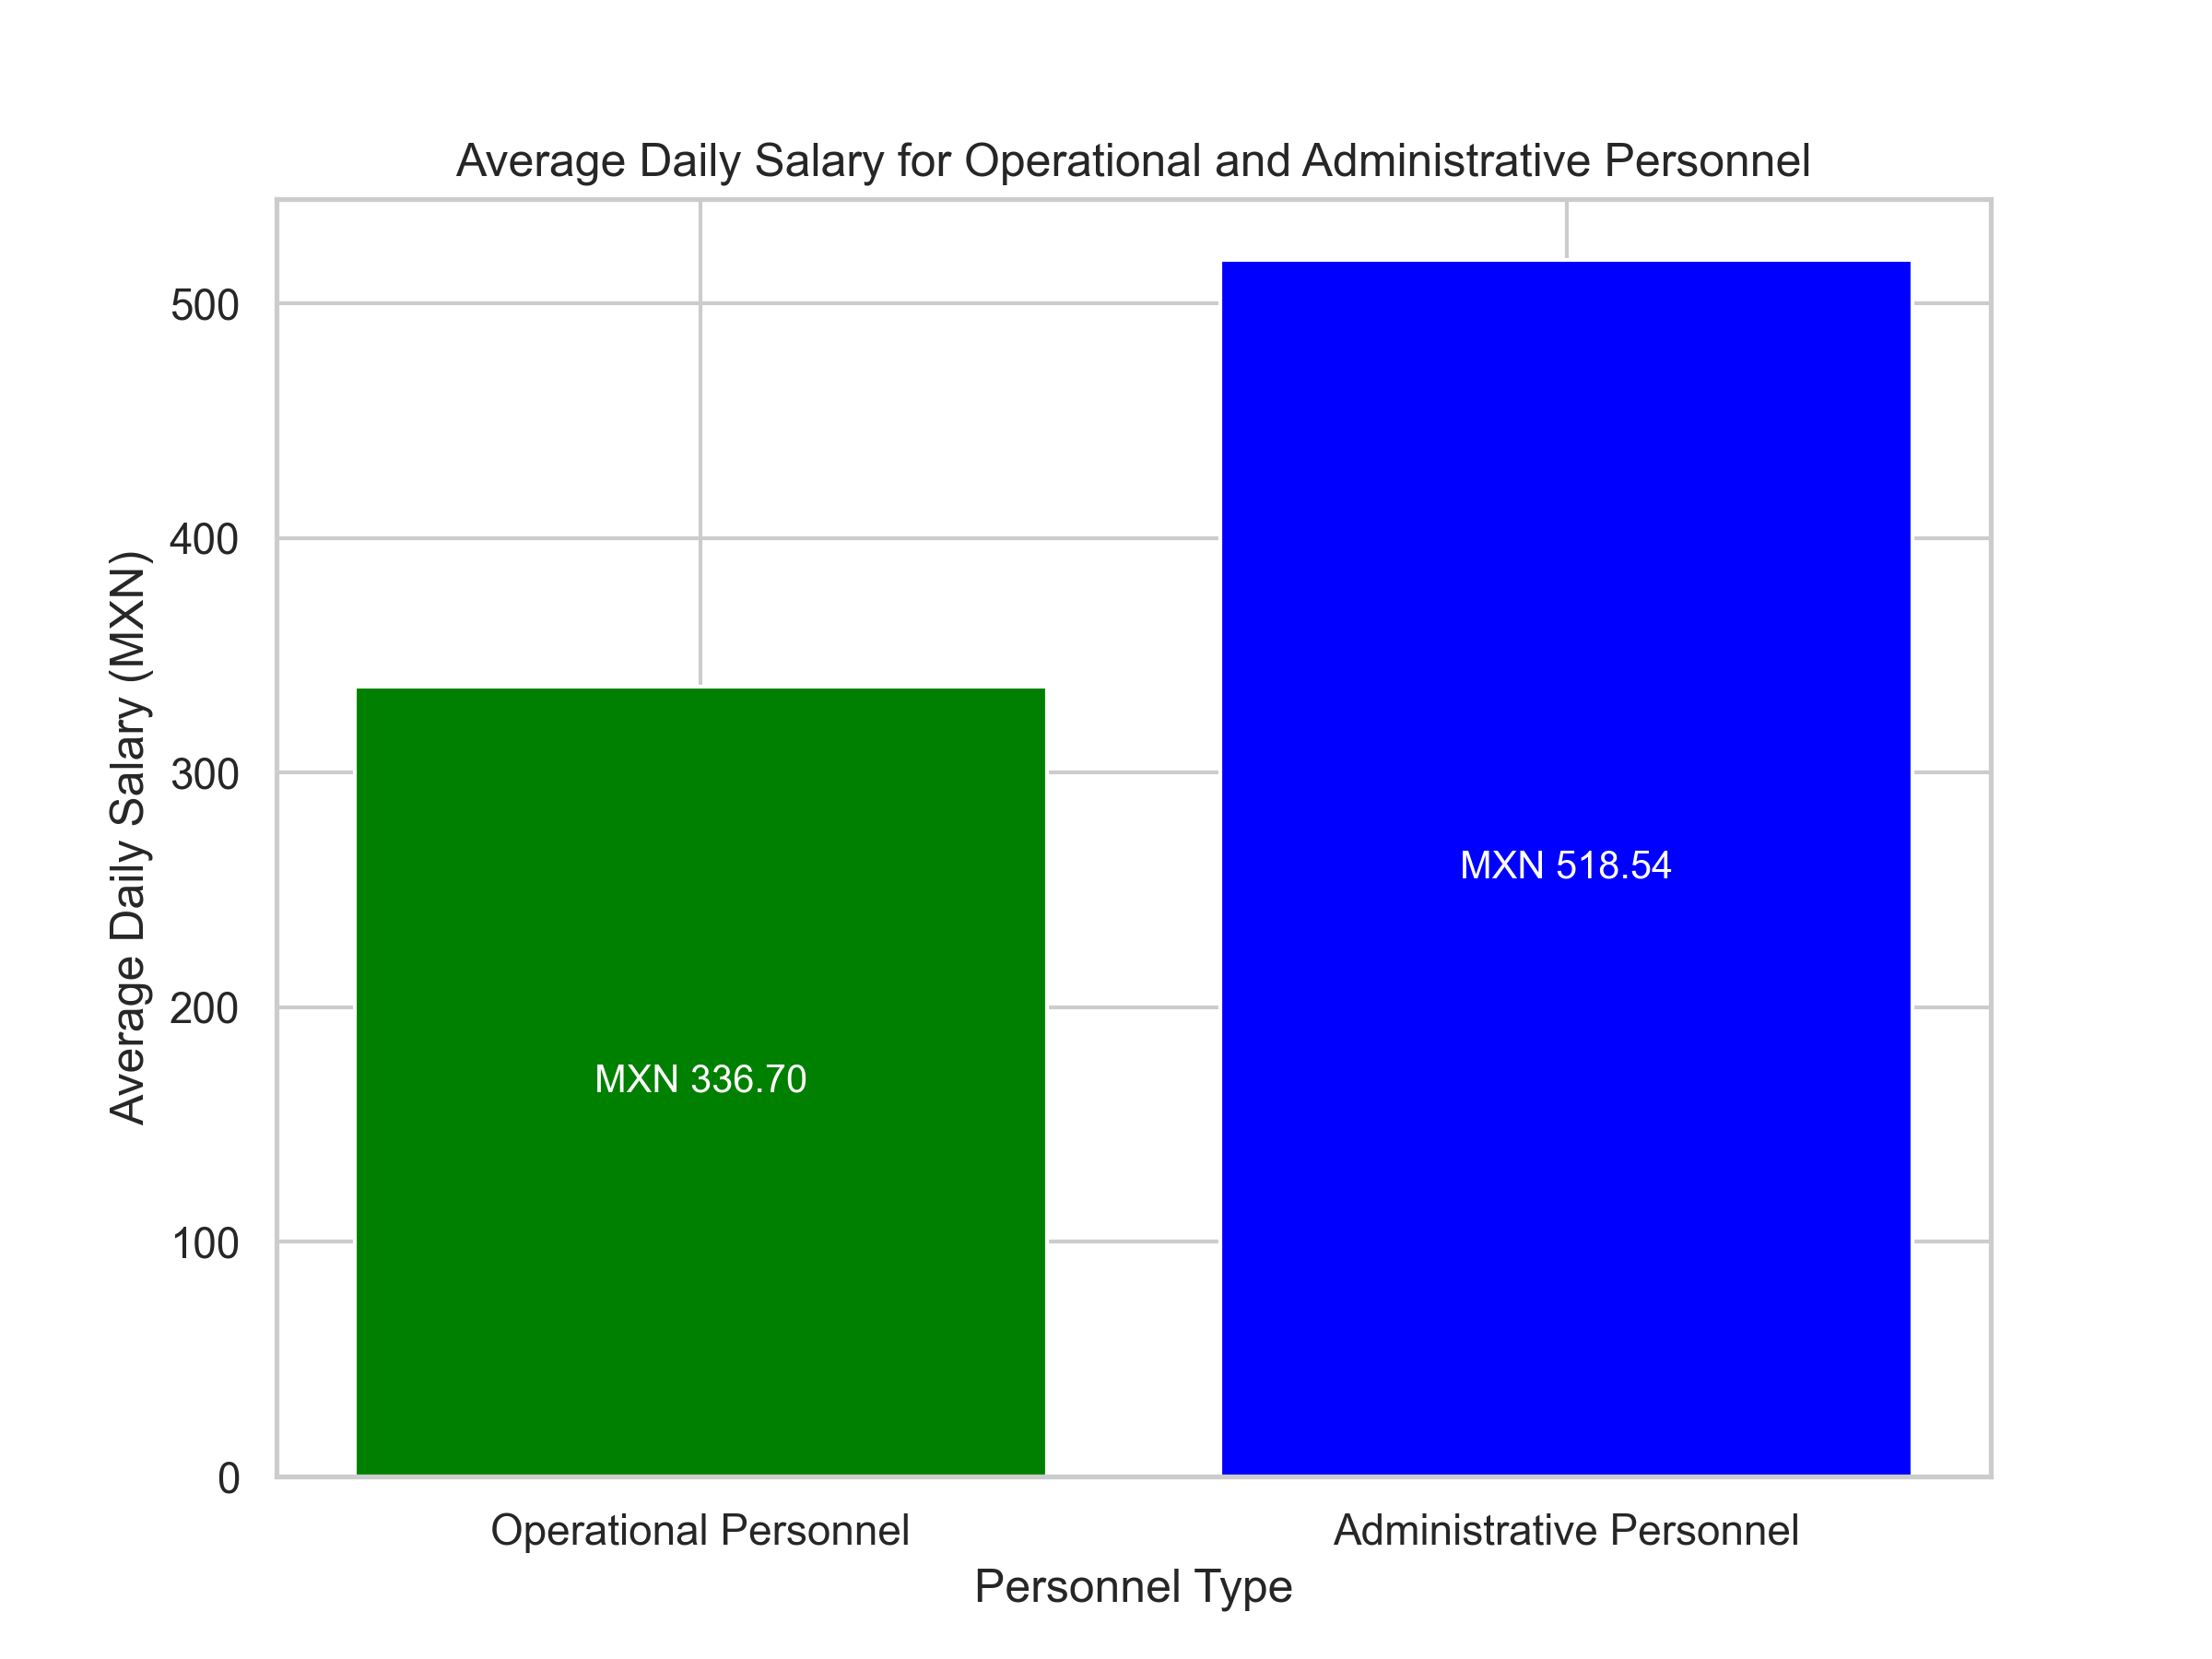 Average Daily Salary for Operational and Administrative Personnel
Average Daily Salary (MXN)
500
400
300
200
100
0
MXN 518.54
MXN 336.70
Operational Personnel
Administrative Personnel
Personnel Type